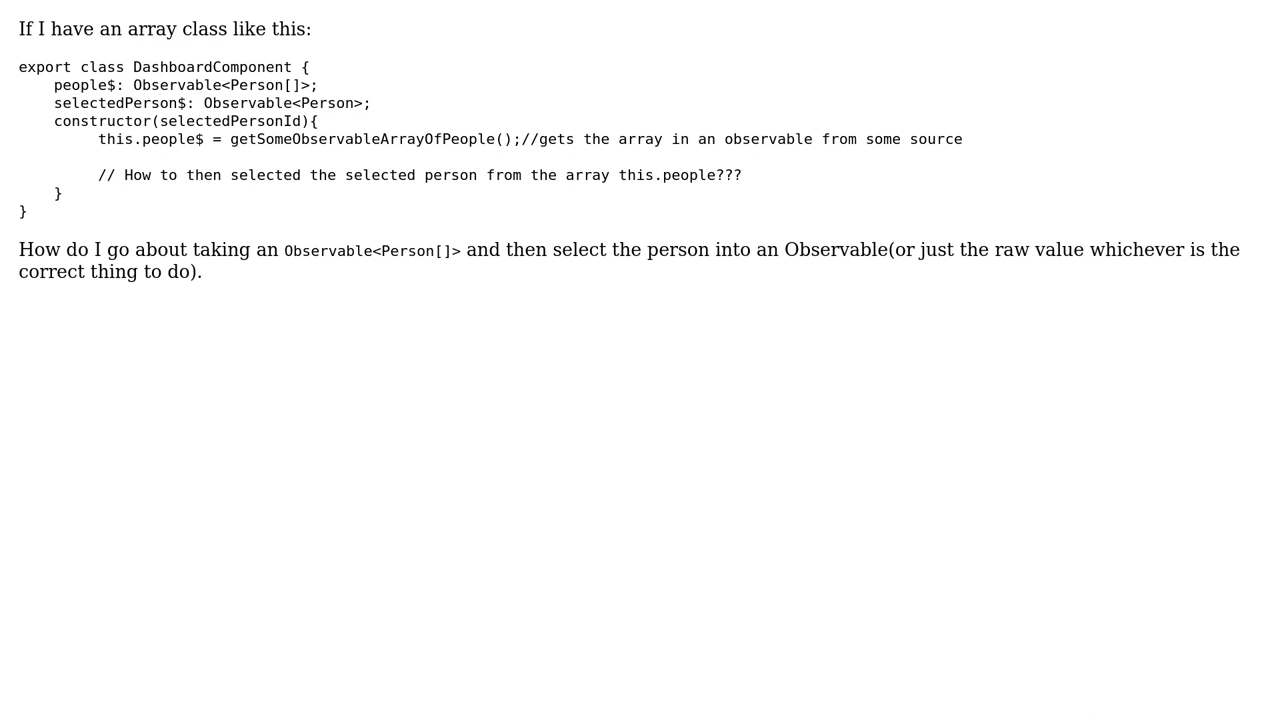 If I have an array class like this:
export class DashboardComponent {
    people$: Observable<Person[]>;
    selectedPerson$: Observable<Person>;
    constructor(selectedPersonId){
         this.people$ = getSomeObservableArrayOfPeople();//gets the array in an observable from some source
         // How to then selected the selected person from the array this.people???
    }
}
How do I go about taking an Observable<Person[]> and then select the person into an Observable(or just the raw value whichever is the
correct thing to do).